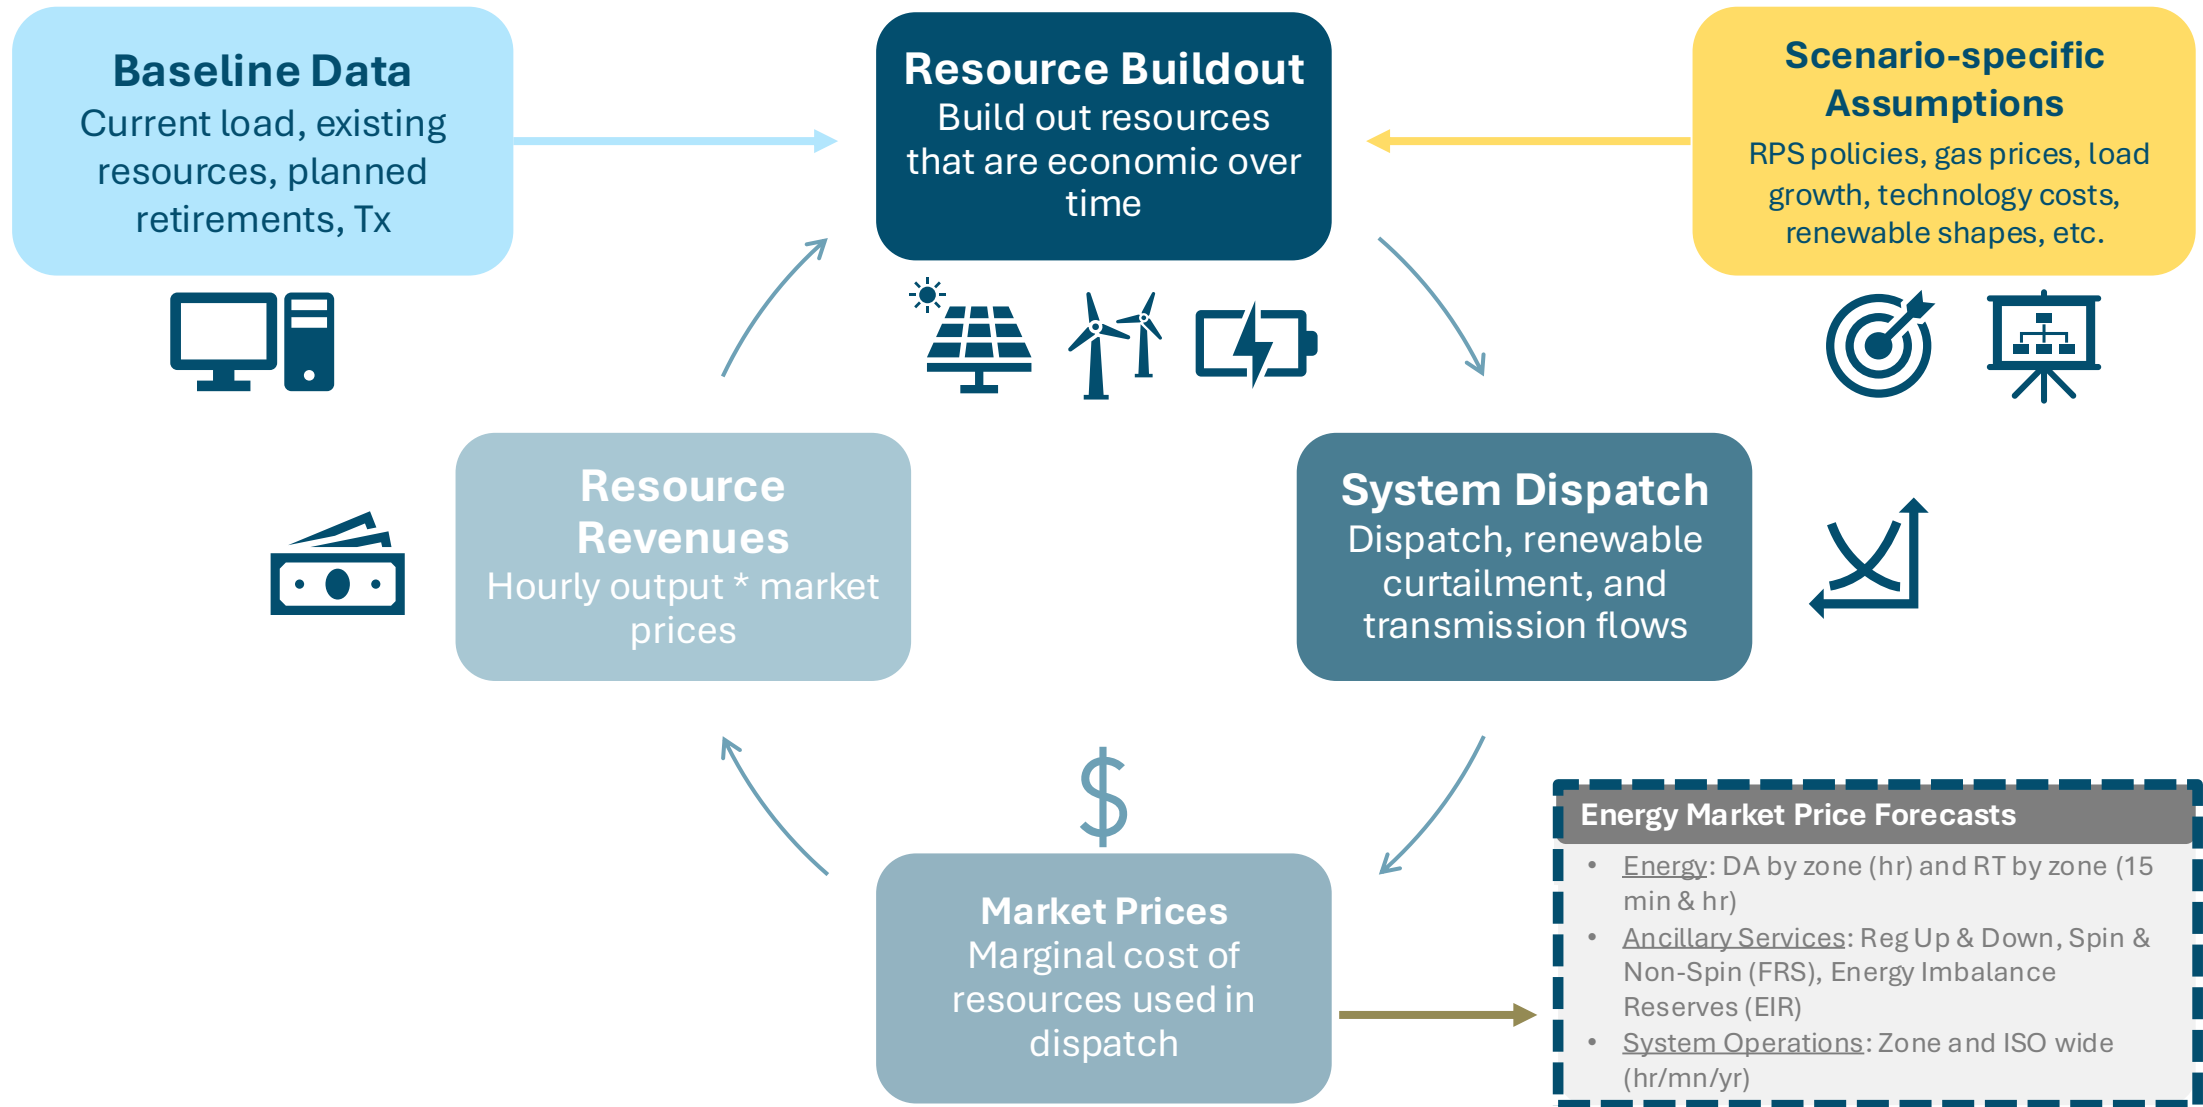 Baseline Data
Current load, existing
resources, planned
retirements, Tx
Resource Buildout
Build out resources
that are economic over
time
Scenario-specific
Assumptions
RPS policies, gas prices, load
growth, technology costs,
renewable shapes, etc.
Resource
Revenues
Hourly output * market
prices
System Dispatch
Dispatch, renewable
curtailment, and
transmission flows
$
Market Prices
Marginal cost of
resources used in
dispatch
Energy Market Price Forecasts
• Energy: DA by zone (hr) and RT by zone (15
min & hr)
• Ancillary Services: Reg Up & Down, Spin &
Non-Spin (FRS), Energy Imbalance
Reserves (EIR)
• System Operations: Zone and ISO wide
(hr/mn/yr)